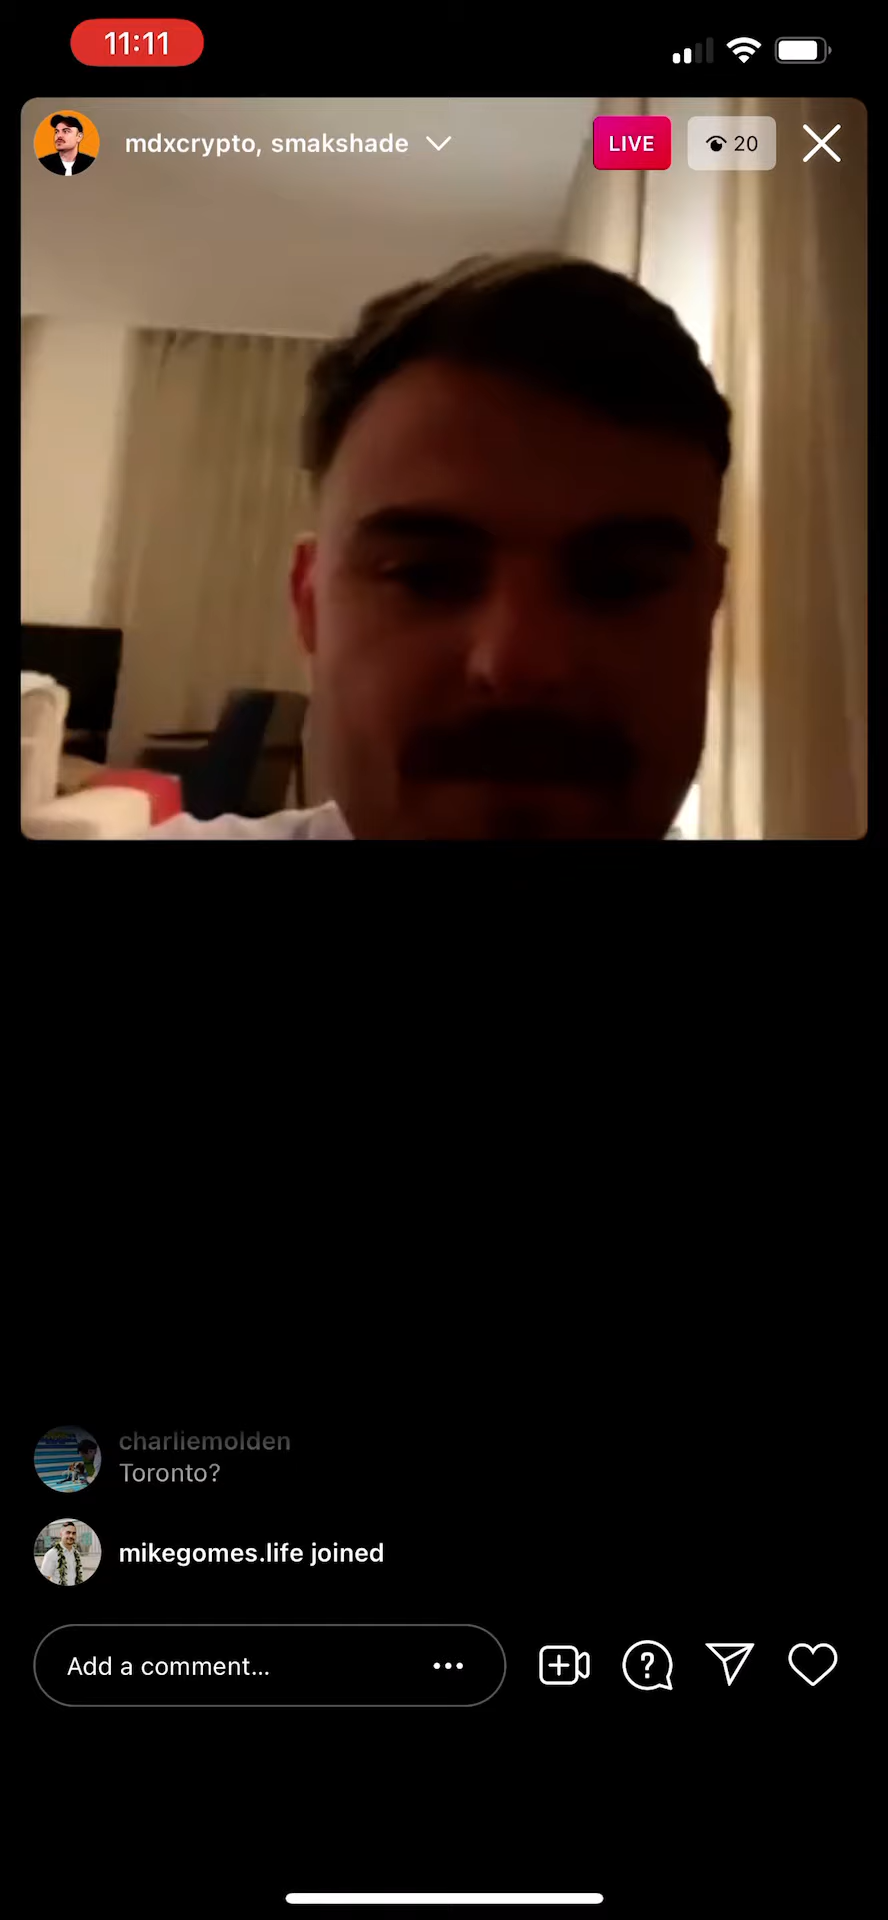 11:11
mdxcrypto, smakshade
LIVE
20
charliemolden
Toronto?
mikegomes.life joined
Add a comment...